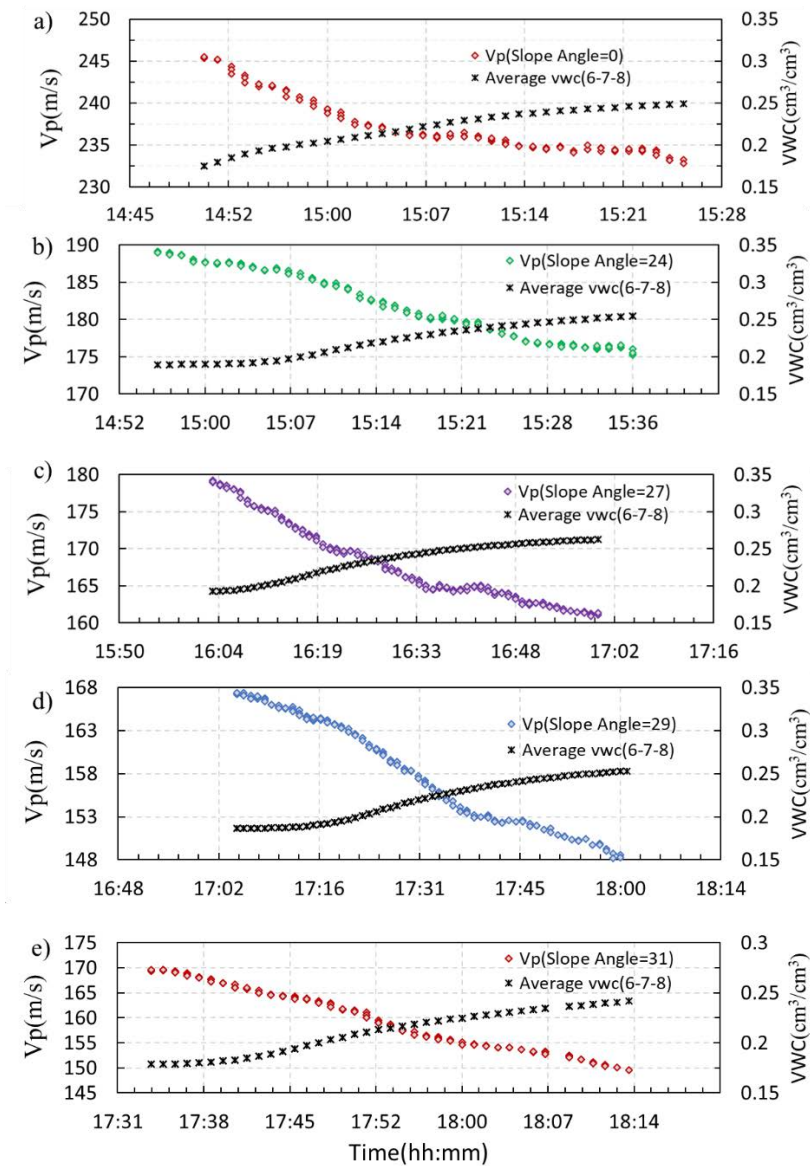 a)
250
245
240
235
230
Vp(m/s)
Vp(Slope Angle=0)
Average vwc(6-7-8)
0.35
0.3
0.25
0.2
0.15
VWC(cm³/cm³)
14:45 14:52 15:00 15:07 15:14 15:21 15:28
b)
190
185
180
175
170
Vp(m/s)
Vp(Slope Angle=24)
Average vwc(6-7-8)
0.35
0.3
0.25
0.2
0.15
VWC(cm³/cm³)
14:52 15:00 15:07 15:14 15:21 15:28 15:36
c)
180
175
170
165
160
Vp(m/s)
Vp(Slope Angle=27)
Average vwc(6-7-8)
0.35
0.3
0.25
0.2
0.15
VWC(cm³/cm³)
15:50 16:04 16:19 16:33 16:48 17:02 17:16
d)
168
163
158
153
148
Vp(m/s)
Vp(Slope Angle=29)
Average vwc(6-7-8)
0.35
0.3
0.25
0.2
0.15
VWC(cm³/cm³)
16:48 17:02 17:16 17:31 17:45 18:00 18:14
e)
175
170
165
160
155
150
145
Vp(m/s)
Vp(Slope Angle=31)
Average vwc(6-7-8)
0.3
0.25
0.2
0.15
VWC(cm³/cm³)
17:31 17:38 17:45 17:52 18:00 18:07 18:14
Time(hh:mm)